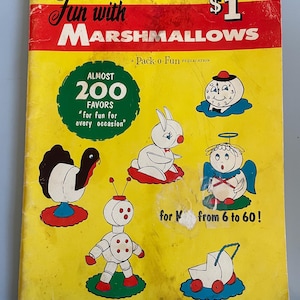 Fun with $1
MARSHMALLOWS
Pack-o-Fun
ALMOST
200
FAVORS
"for fun for
every occasion"
for from 6 to 60!